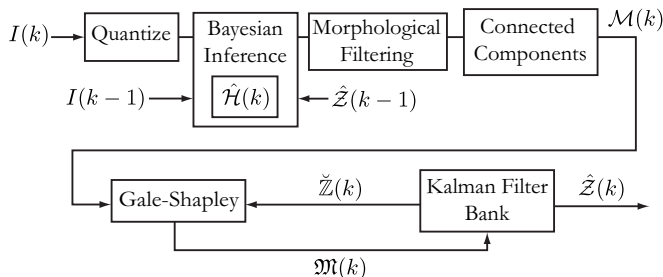 I(k)
Quantize
Bayesian
Inference
Ĥ(k)
Morphological
Filtering
Connected
Components
ℳ(k)
I(k − 1)
𝒵̂(k − 1)
Gale-Shapley
ℤ̆(k)
Kalman Filter
Bank
𝒵̂(k)
𝔐(k)